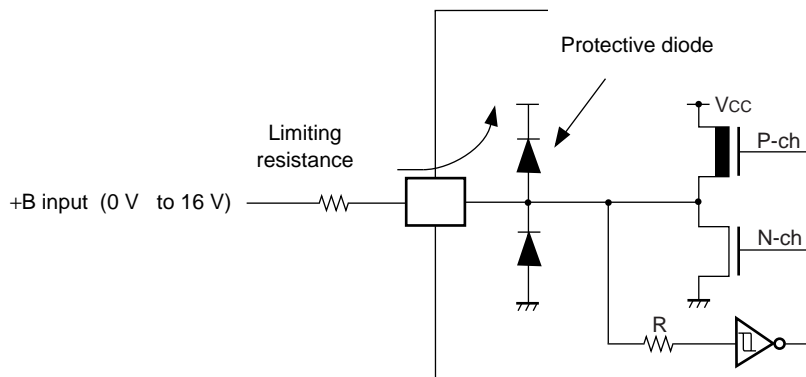 Protective diode
VCC
Limiting
resistance
P-ch
+B input (0 V to 16 V)
N-ch
R